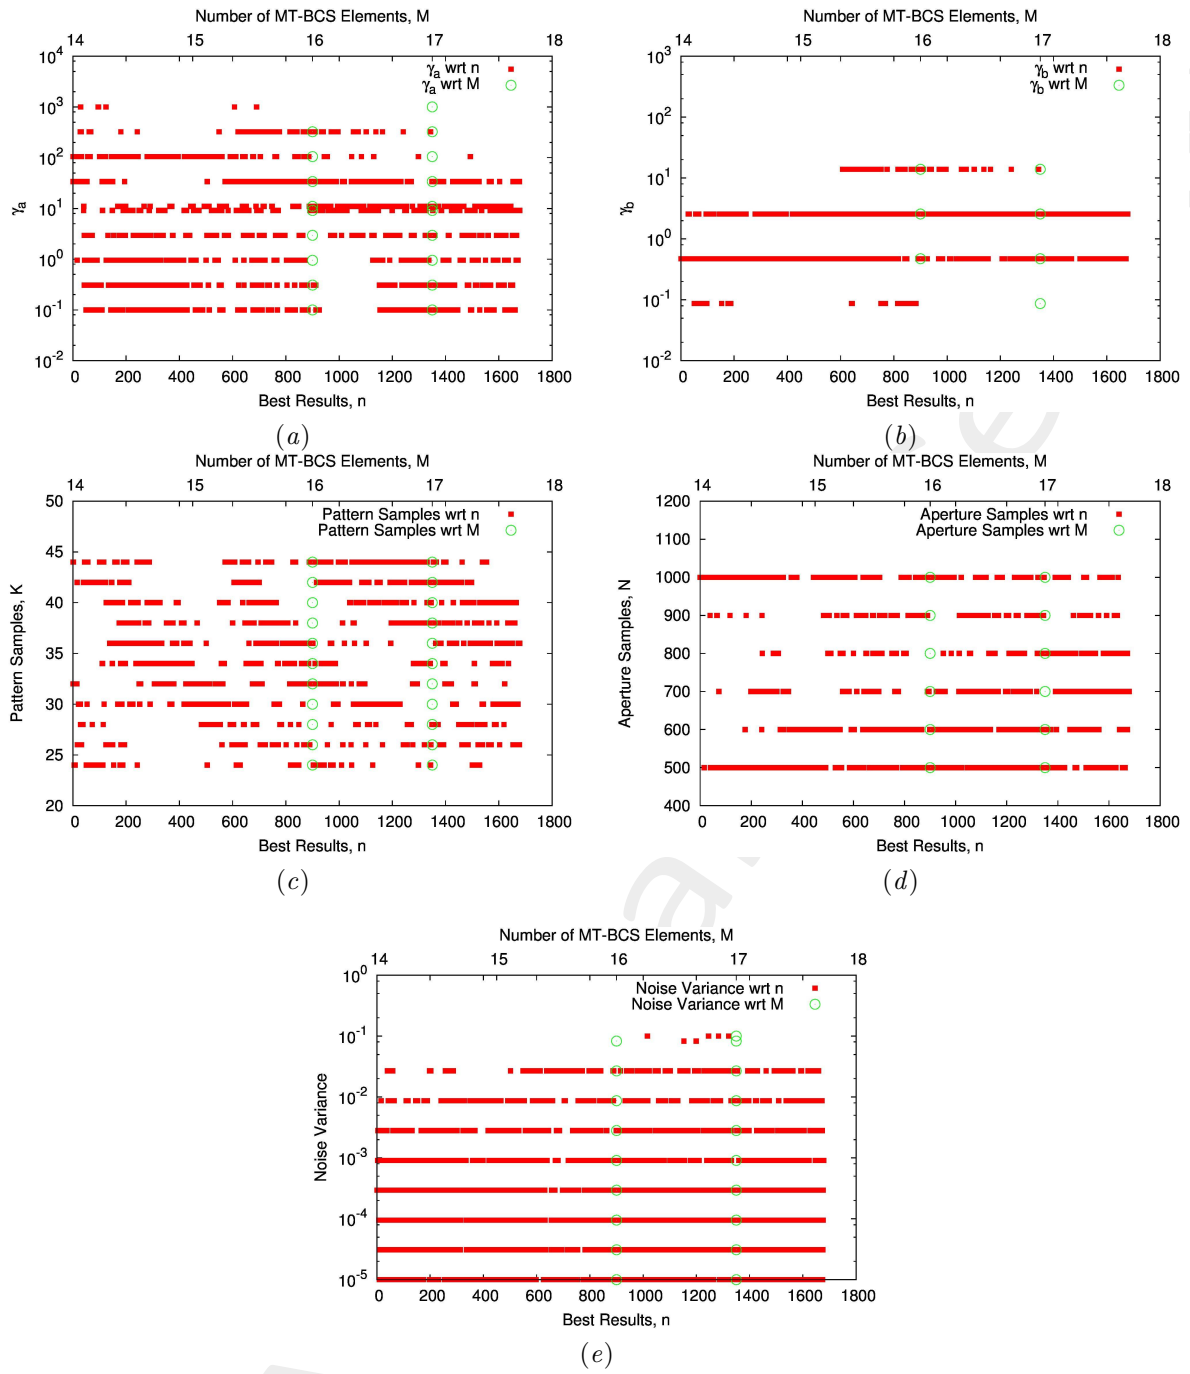 Number of MT-BCS Elements, M
14 15 16 17 18
γa wrt n
γa wrt M
10^4
10^3
10^2
10^1
10^0
10^-1
10^-2
γa
0 200 400 600 800 1000 1200 1400 1600 1800
Best Results, n
(a)
Number of MT-BCS Elements, M
14 15 16 17 18
γb wrt n
γb wrt M
10^3
10^2
10^1
10^0
10^-1
10^-2
γb
0 200 400 600 800 1000 1200 1400 1600 1800
Best Results, n
(b)
Number of MT-BCS Elements, M
14 15 16 17 18
Pattern Samples wrt n
Pattern Samples wrt M
50
45
40
35
30
25
20
Pattern Samples, K
0 200 400 600 800 1000 1200 1400 1600 1800
Best Results, n
(c)
Number of MT-BCS Elements, M
14 15 16 17 18
Aperture Samples wrt n
Aperture Samples wrt M
1200
1100
1000
900
800
700
600
500
400
Aperture Samples, N
0 200 400 600 800 1000 1200 1400 1600 1800
Best Results, n
(d)
Number of MT-BCS Elements, M
14 15 16 17 18
Noise Variance wrt n
Noise Variance wrt M
10^0
10^-1
10^-2
10^-3
10^-4
10^-5
Noise Variance
0 200 400 600 800 1000 1200 1400 1600 1800
Best Results, n
(e)